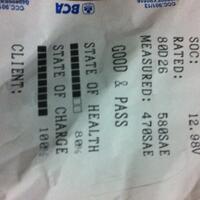 BCA
SOC: 12.98V
RATED: 580SAE
80D26
MEASURED: 470SAE
GOOD & PASS
STATE OF HEALTH
80%
STATE OF CHARGE
100%
CLIENT: